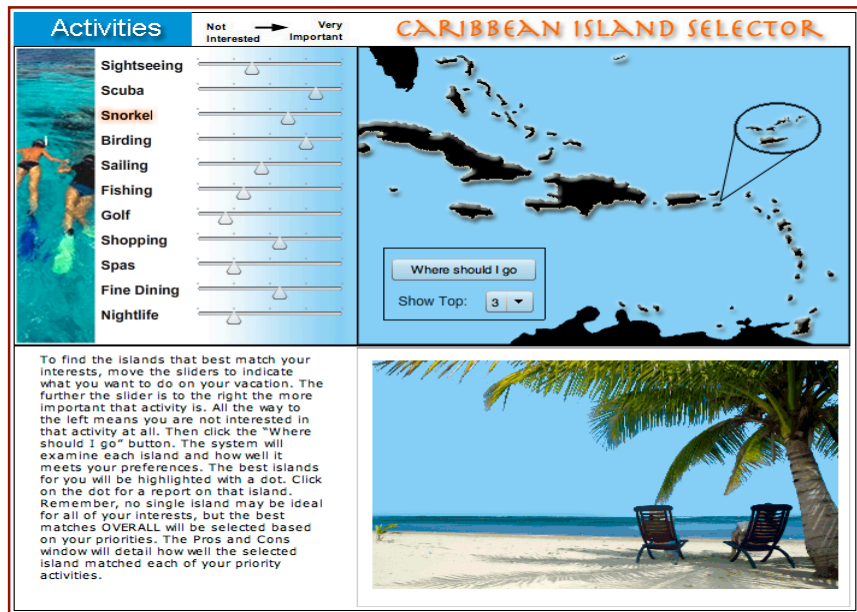 Activities
Not
Interested
Very
Important
CARIBBEAN ISLAND SELECTOR
Sightseeing
Scuba
Snorkel
Birding
Sailing
Fishing
Golf
Shopping
Spas
Fine Dining
Nightlife
Where should I go
Show Top: 3
To find the islands that best match your
interests, move the sliders to indicate
what you want to do on your vacation. The
further the slider is to the right the more
important that activity is. All the way to
the left means you are not interested in
that activity at all. Then click the “Where
should I go” button. The system will
examine each island and how well it
meets your preferences. The best islands
for you will be highlighted with a dot. Click
on the dot for a report on that island.
Remember, no single island may be ideal
for all of your interests, but the best
matches OVERALL will be selected based
on your priorities. The Pros and Cons
window will detail how well the selected
island matched each of your priority
activities.